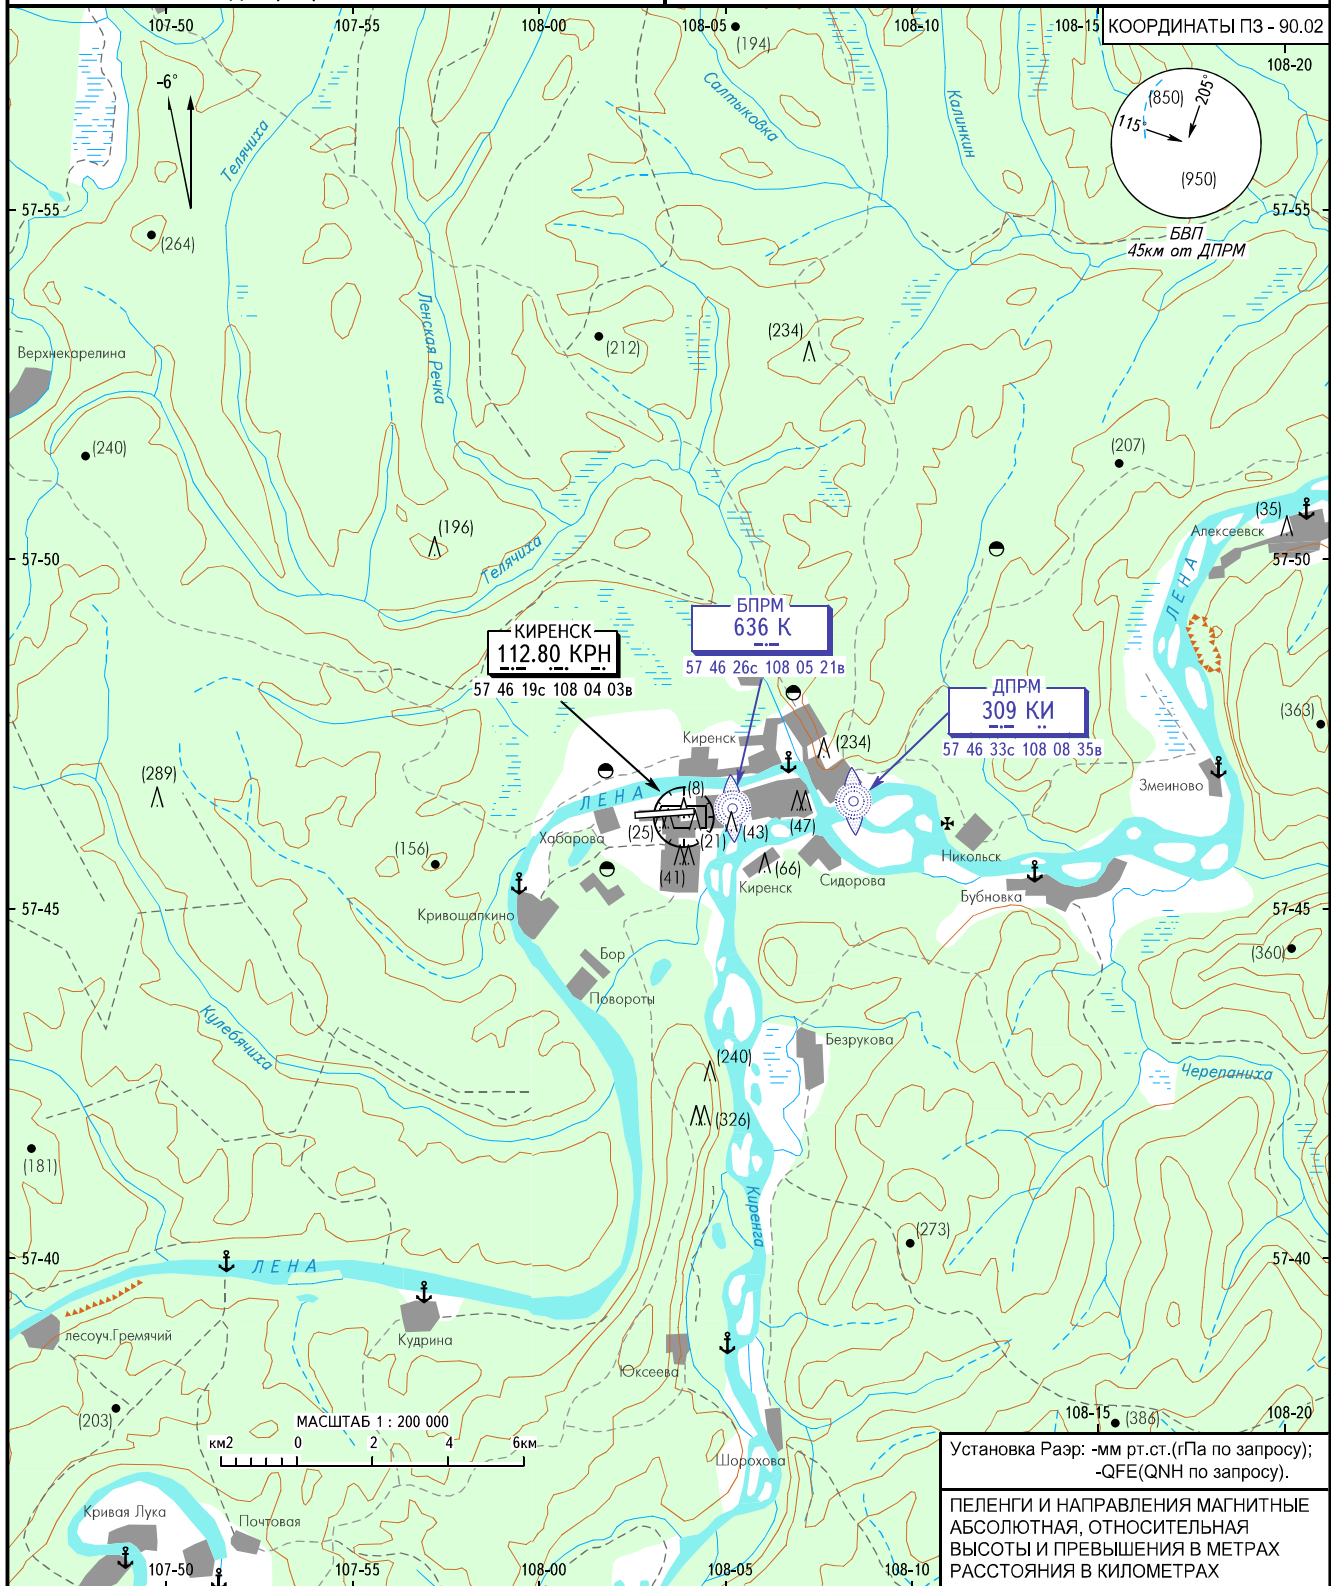 107-50
107-55
108-00
108-05
108-10
108-15
КООРДИНАТЫ ПЗ - 90.02
(194)
108-20
-6°
Салтыковка
Калинкин
Телячиха
(850)
205°
115°
(950)
57-55
57-55
БВП
45км от ДПРМ
(264)
Ленская Речка
(212)
(234)
Верхнекарелина
(240)
(207)
(196)
(35)
Алексеевск
57-50
57-50
Телячиха
ЛЕНА
БПРМ
636 К
57 46 26с 108 05 21в
КИРЕНСК
112.80 КРН
57 46 19с 108 04 03в
ДПРМ
309 КИ
57 46 33с 108 08 35в
(363)
Киренск
(234)
(289)
Змеиново
ЛЕНА
(8)
(25)
(43)
(47)
Хабарова
(21)
(156)
(41)
(66)
Никольск
Киренск
Сидорова
Бубновка
57-45
Кривошапкино
57-45
Бор
(360)
Повороты
Кулебячиха
Безрукова
(240)
Черепаниха
(326)
(181)
Киренга
(273)
57-40
ЛЕНА
57-40
лесоуч.Гремячий
Кудрина
Юксеева
(203)
МАСШТАБ 1 : 200 000
км2 0 2 4 6км
108-15
(386)
108-20
Шорохова
Установка Раэр: -мм рт.ст.(гПа по запросу);
-QFE(QNH по запросу).
Кривая Лука
Почтовая
ПЕЛЕНГИ И НАПРАВЛЕНИЯ МАГНИТНЫЕ
АБСОЛЮТНАЯ, ОТНОСИТЕЛЬНАЯ
ВЫСОТЫ И ПРЕВЫШЕНИЯ В МЕТРАХ
РАССТОЯНИЯ В КИЛОМЕТРАХ
107-50
107-55
108-00
108-05
108-10